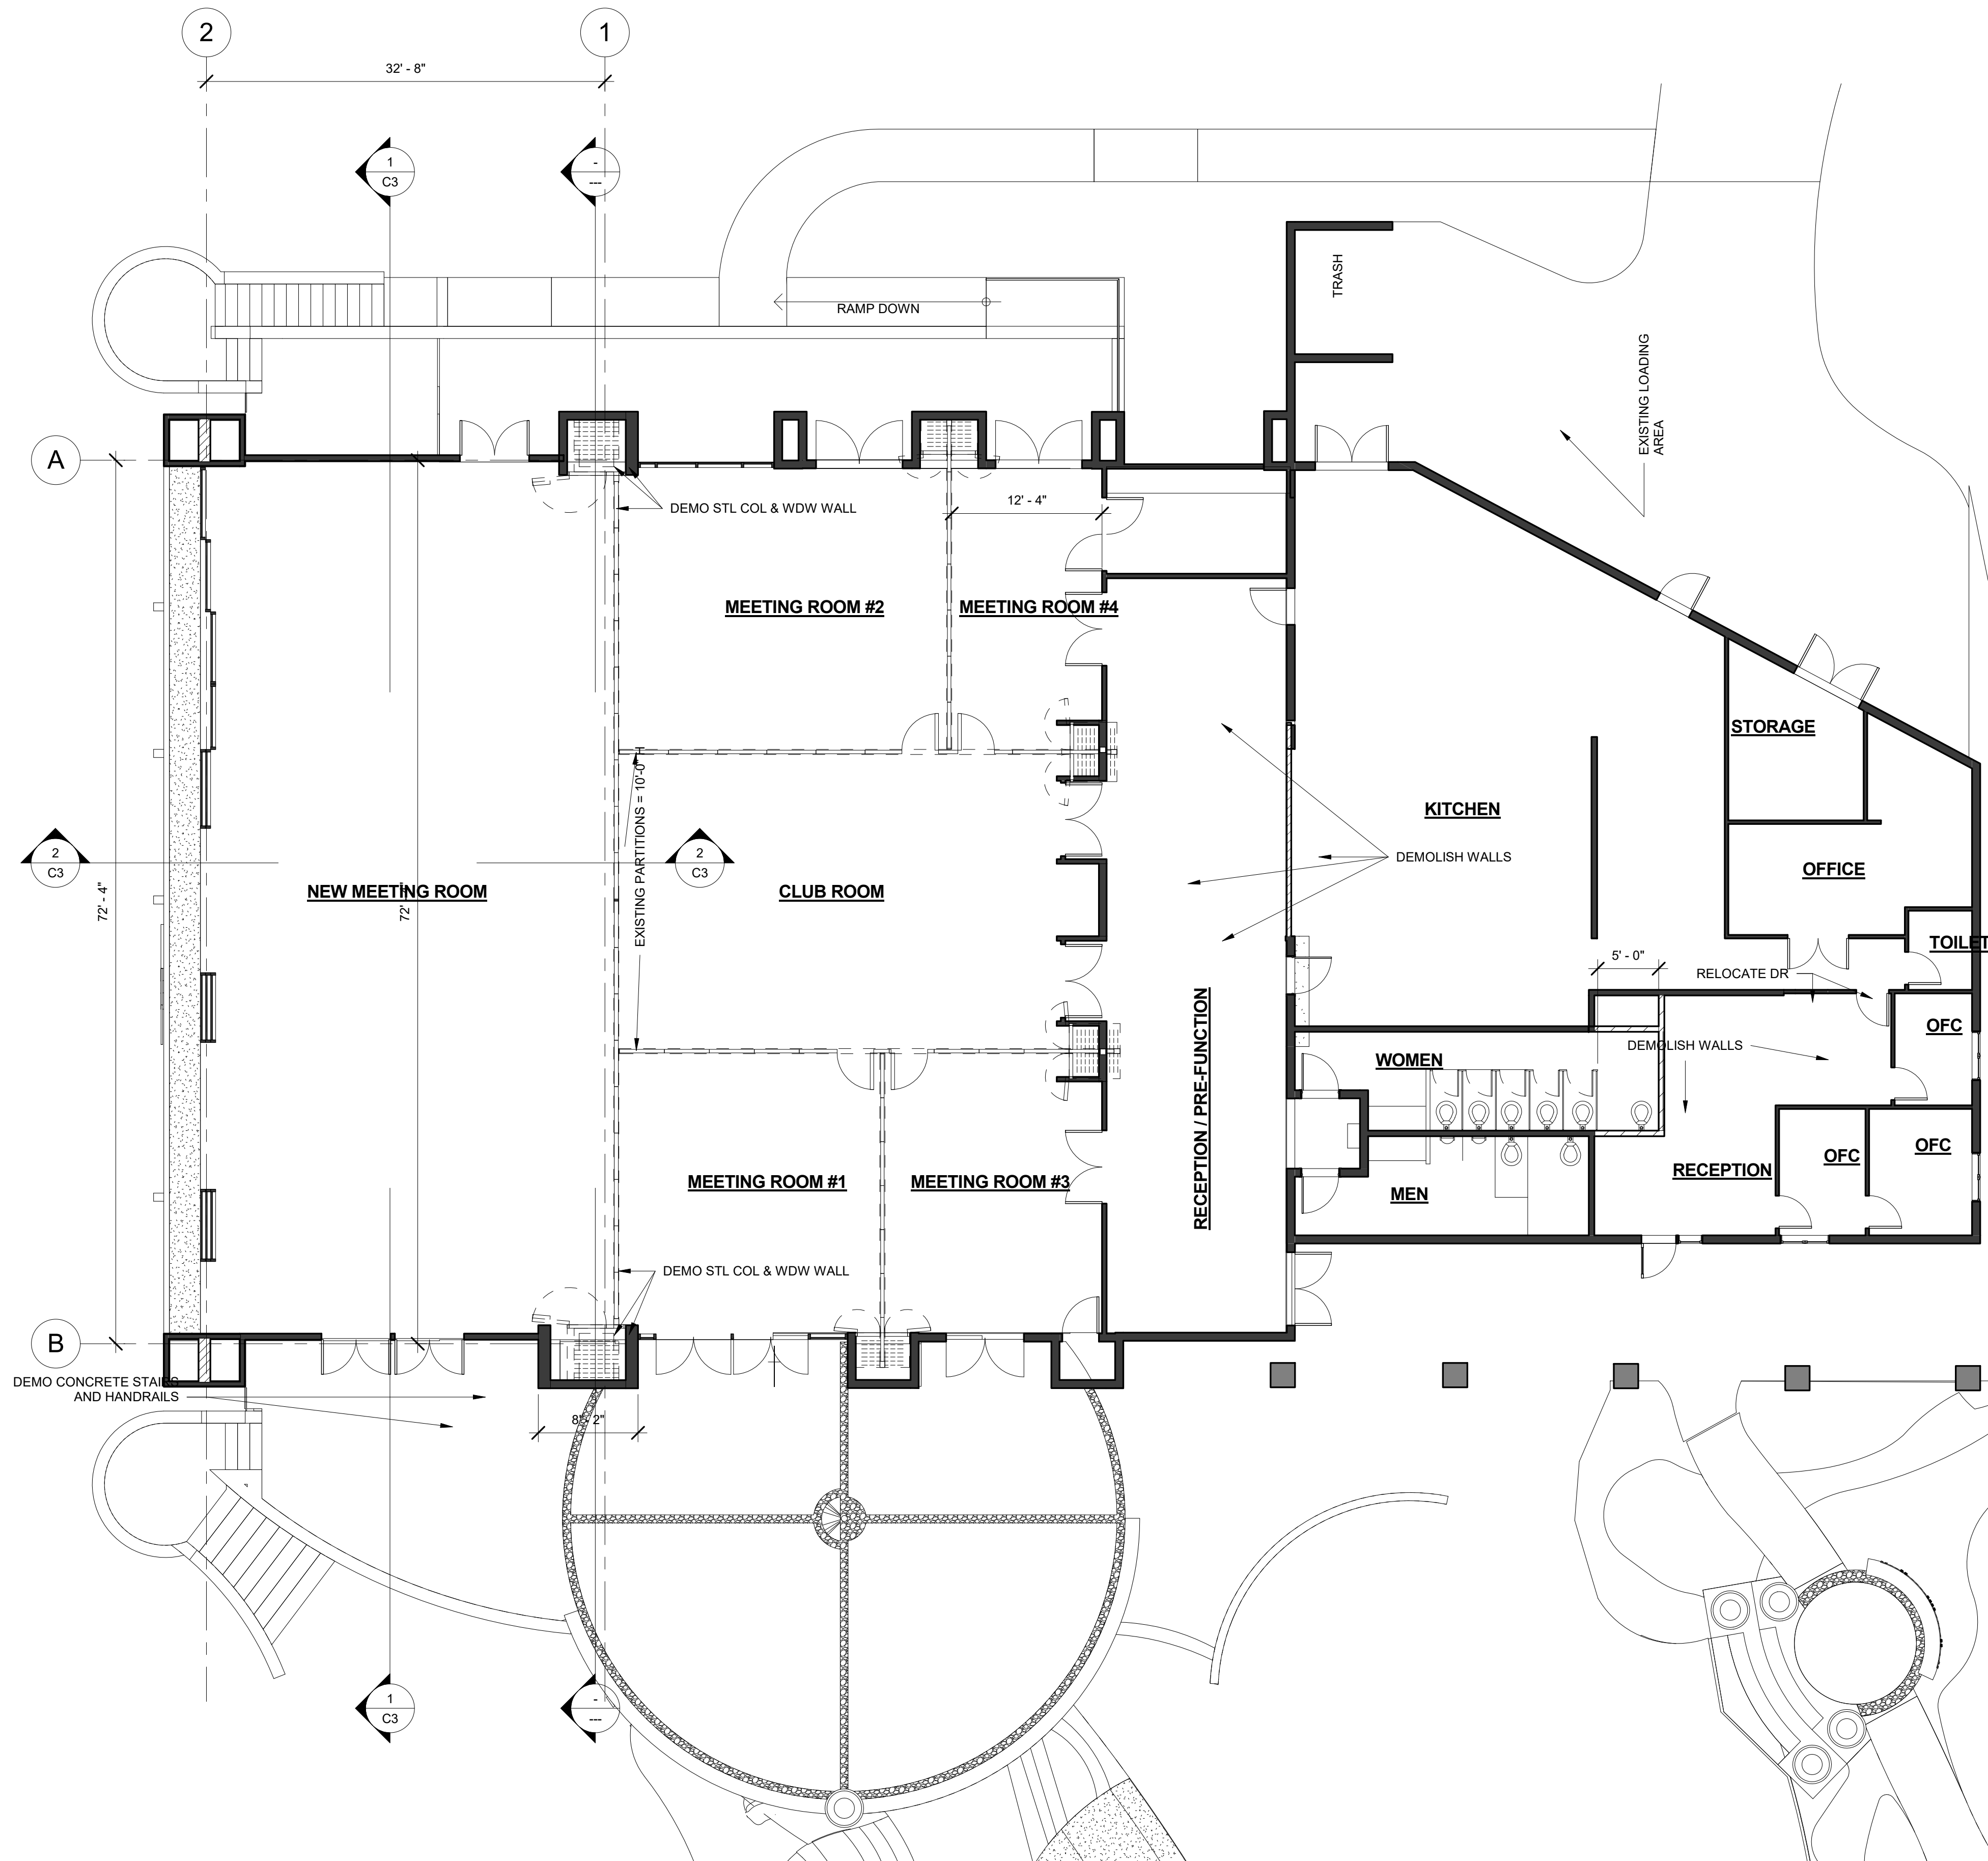 2
1
32' - 8"
1
C3
-
---
TRASH
RAMP DOWN
EXISTING LOADING
AREA
A
DEMO STL COL & WDW WALL
12' - 4"
MEETING ROOM #2
MEETING ROOM #4
STORAGE
EXISTING PARTITIONS = 10'-0" H
KITCHEN
2
C3
2
C3
DEMOLISH WALLS
OFFICE
72' - 4"
NEW MEETING ROOM
72'
CLUB ROOM
TOILET
5' - 0"
RELOCATE DR
RECEPTION / PRE-FUNCTION
OFC
DEMOLISH WALLS
WOMEN
OFC
OFC
RECEPTION
MEETING ROOM #1
MEETING ROOM #3
MEN
DEMO STL COL & WDW WALL
B
DEMO CONCRETE STAIRS
AND HANDRAILS
8' - 2"
1
C3
-
---